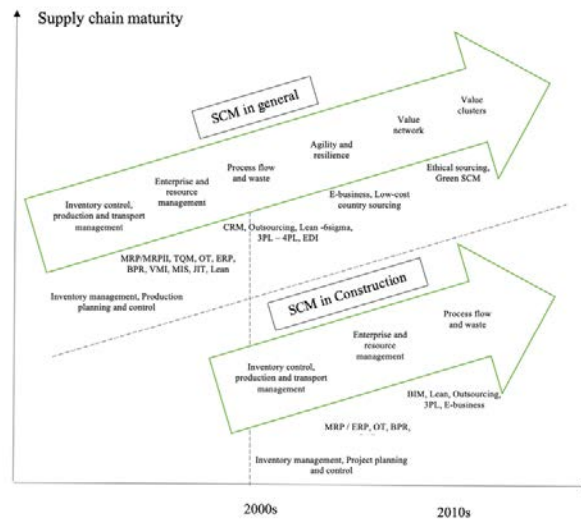 Supply chain maturity
SCM in general
Value
clusters
Value
network
Agility and
resilience
Process flow
and waste
Enterprise and
resource
management
Inventory control,
production and transport
management
Ethical sourcing,
Green SCM
E-business, Low-cost
country sourcing
CRM, Outsourcing, Lean -6sigma,
3PL – 4PL, EDI
MRP/MRPII, TQM, OT, ERP,
BPR, VMI, MIS, JIT, Lean
Inventory management, Production
planning and control
SCM in Construction
Process flow
and waste
Enterprise and
resource
management
Inventory control,
production and transport
management
BIM, Lean, Outsourcing,
3PL, E-business
MRP / ERP, OT, BPR,
Inventory management, Project planning
and control
2000s
2010s